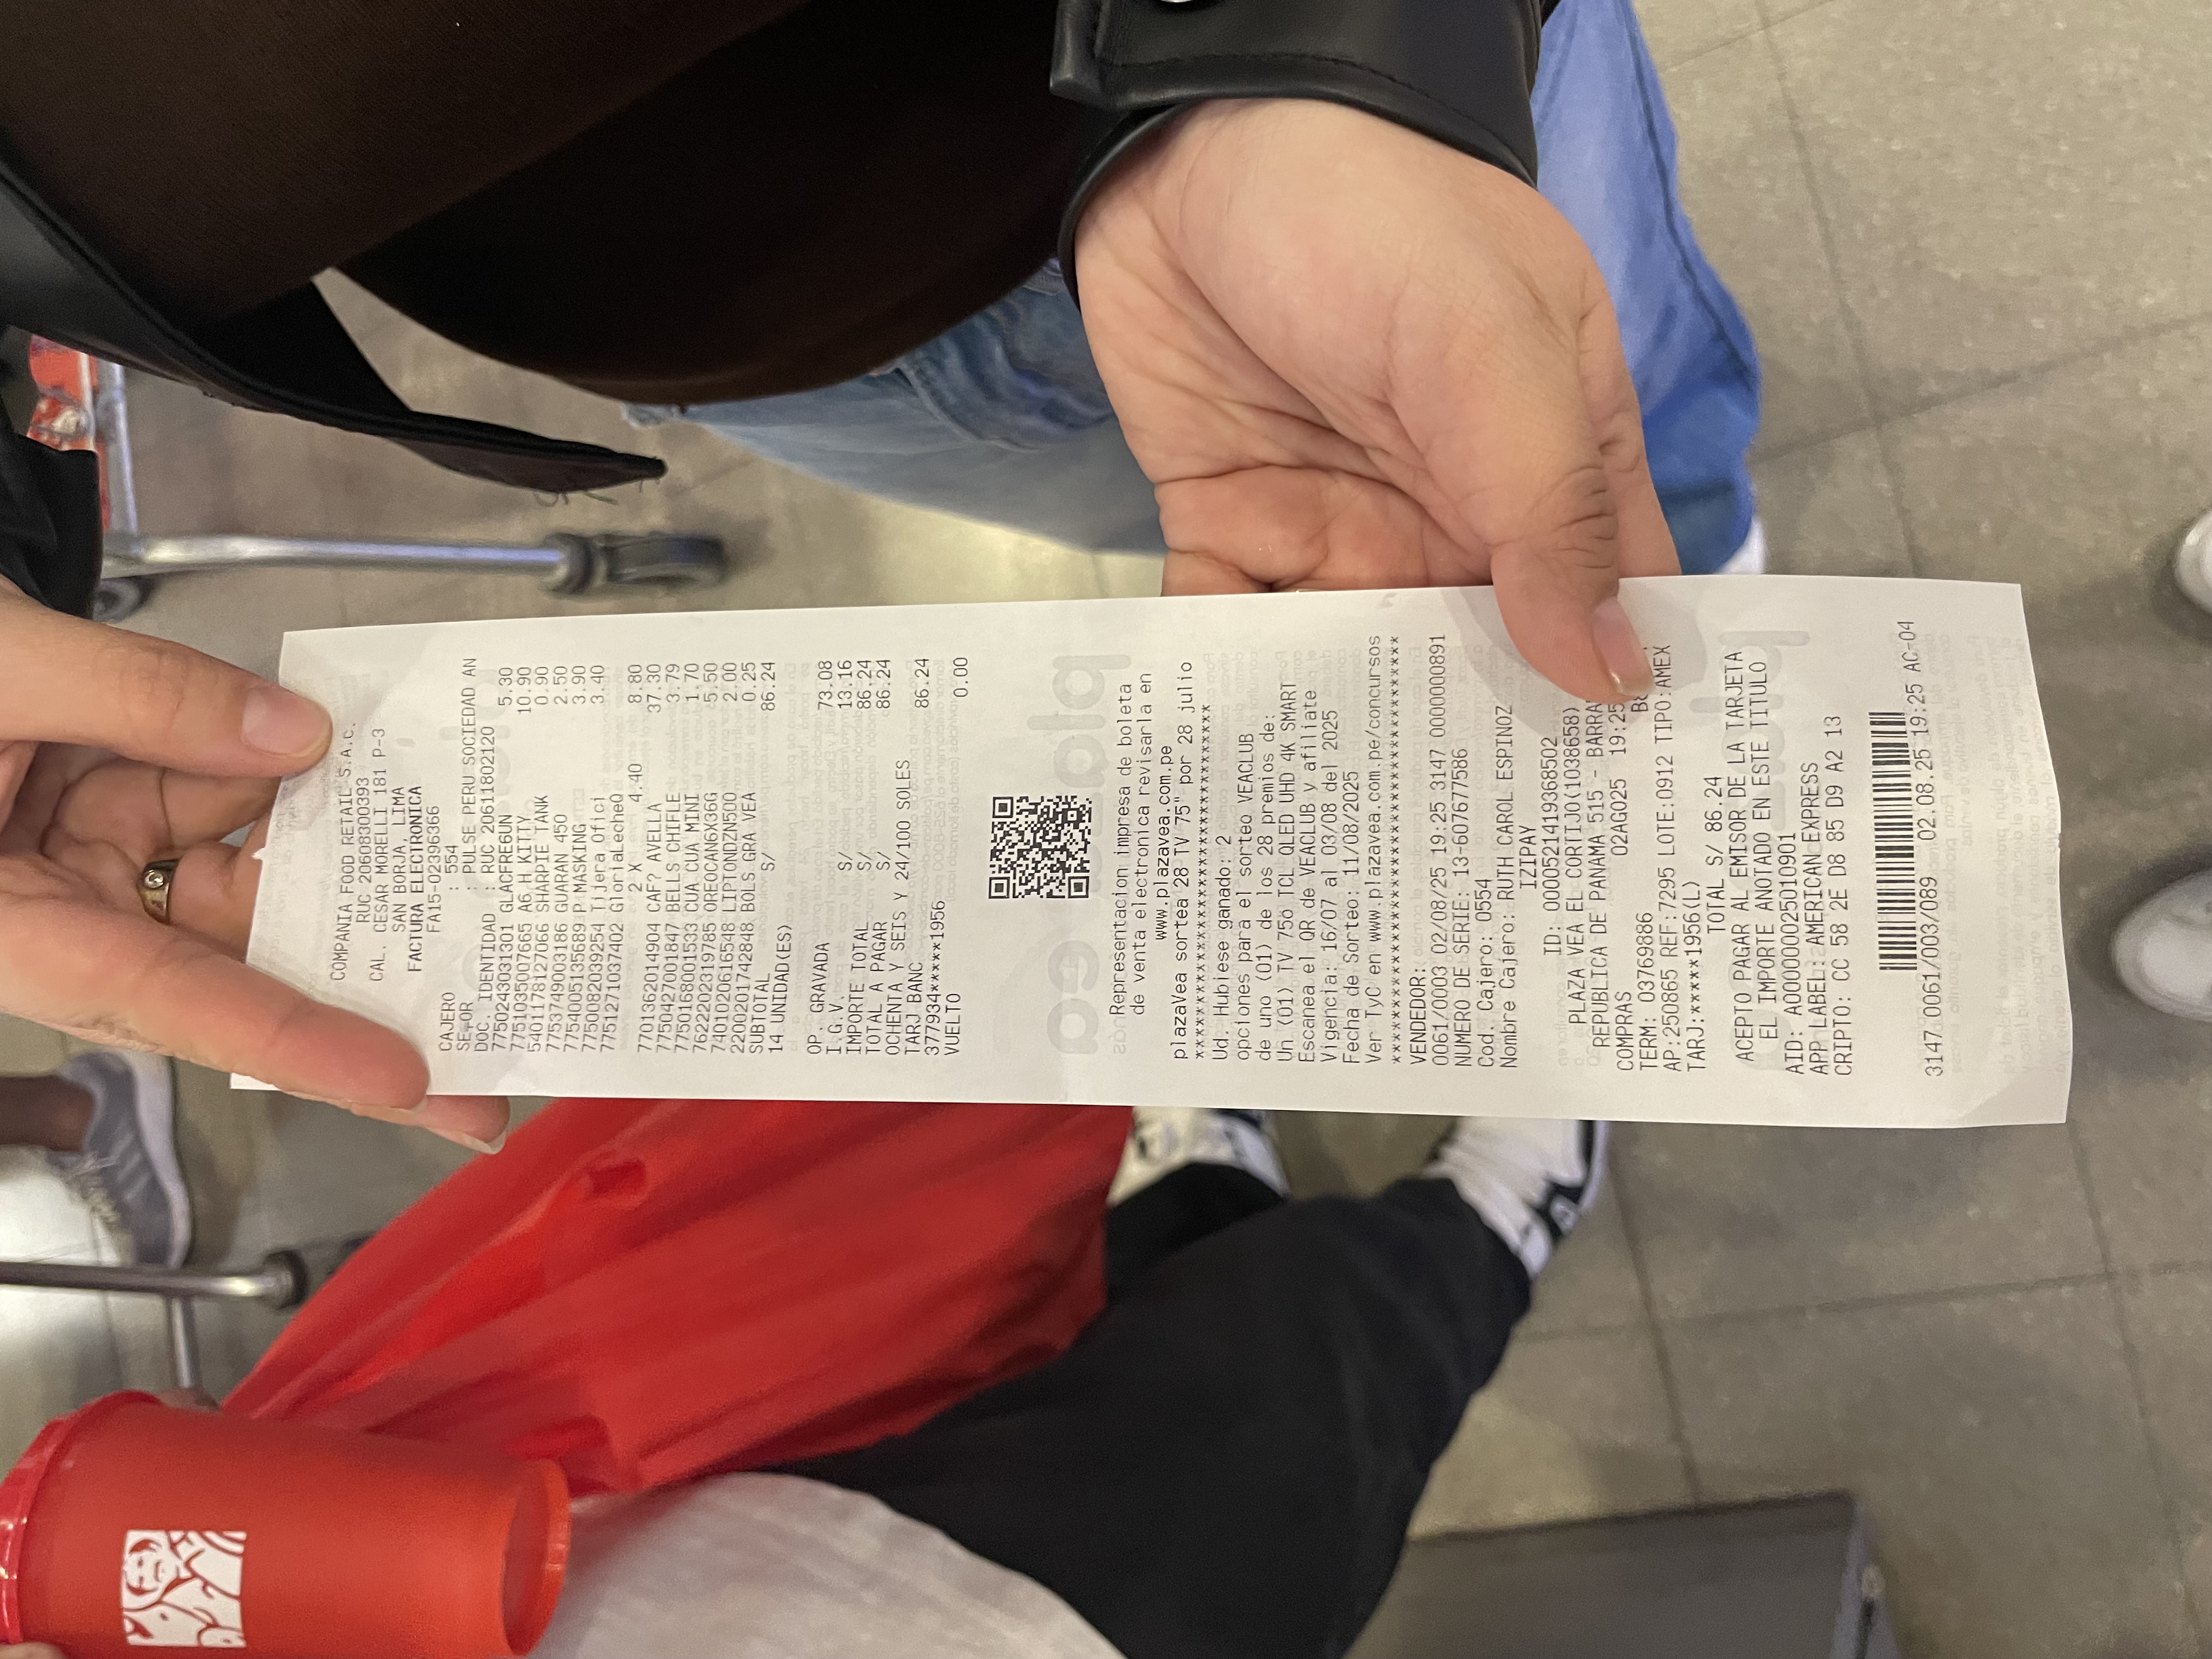 COMPANIA FOOD RETAIL S.A.C.
RUC 20608300393
CAL. CESAR MORELLI 181 P-3
SAN BORJA, LIMA
FACTURA ELECTRONICA
FA15-02396366
CAJERO : 554
SE¬OR : PULSE PERU SOCIEDAD AN
DOC. IDENTIDAD : RUC 20611802120
7750243031301 GLACFRE6UN 5.30
7751035007665 A6 H KITTY 10.90
5401178127066 SHARPIE TANK 0.90
7753749003186 GUARAN 450 2.50
7754005135689 P MASKING 3.90
7750082039254 Tijera Ofici 3.40
7751271037402 GloriaLecheQ
2 X 4.40 8.80
7701362014904 CAF? AVELLA 37.30
7750427001847 BELLS CHIFLE 3.79
7750168001533 CUA CUA MINI 1.70
7622202319785 OREOCAN6X36G 5.50
7401020616548 LIPTONDZN500 2.00
2200201742848 BOLS GRA VEA 0.25
SUBTOTAL S/ 86.24
14 UNIDAD(ES)
OP. GRAVADA 73.08
I.G.V. S/ 13.16
IMPORTE TOTAL S/ 86.24
TOTAL A PAGAR S/ 86.24
OCHENTA Y SEIS Y 24/100 SOLES
TARJ BANC 86.24
377934*****1956
VUELTO 0.00
plaza vea
Representacion impresa de boleta
de venta electronica revisarla en
www.plazavea.com.pe
plazaVea sortea 28 TV 75" por 28 julio
*********************************
Ud. Hubiese ganado: 2
opciones para el sorteo VEACLUB
de uno (01) de los 28 premios de:
Un (01) TV 75ò TCL QLED UHD 4K SMART
Escanea el QR de VEACLUB y afiliate
Vigencia: 16/07 al 03/08 del 2025
Fecha de Sorteo: 11/08/2025
Ver TyC en www.plazavea.com.pe/concursos
****************************************
VENDEDOR:
0061/0003 02/08/25 19:25 3147 0000000891
NUMERO DE SERIE: 13-607677586
Cod. Cajero: 0554
Nombre Cajero: RUTH CAROL ESPINOZ
IZIPAY
ID: 0000521419368502
PLAZA VEA EL CORTIJO(1038658)
REPUBLICA DE PANAMA 515 - BARRA
COMPRAS 02AGO25 19:25
TERM: 03769886
AP:250865 REF:7295 LOTE:0912 TIPO:AMEX
TARJ:*****1956(L)
TOTAL S/ 86.24
ACEPTO PAGAR AL EMISOR DE LA TARJETA
EL IMPORTE ANOTADO EN ESTE TITULO
AID: A000000025010901
APP LABEL: AMERICAN EXPRESS
CRIPTO: CC 58 2E D8 85 D9 A2 13
3147 0061/003/089 02.08.25 19:25 AC-04